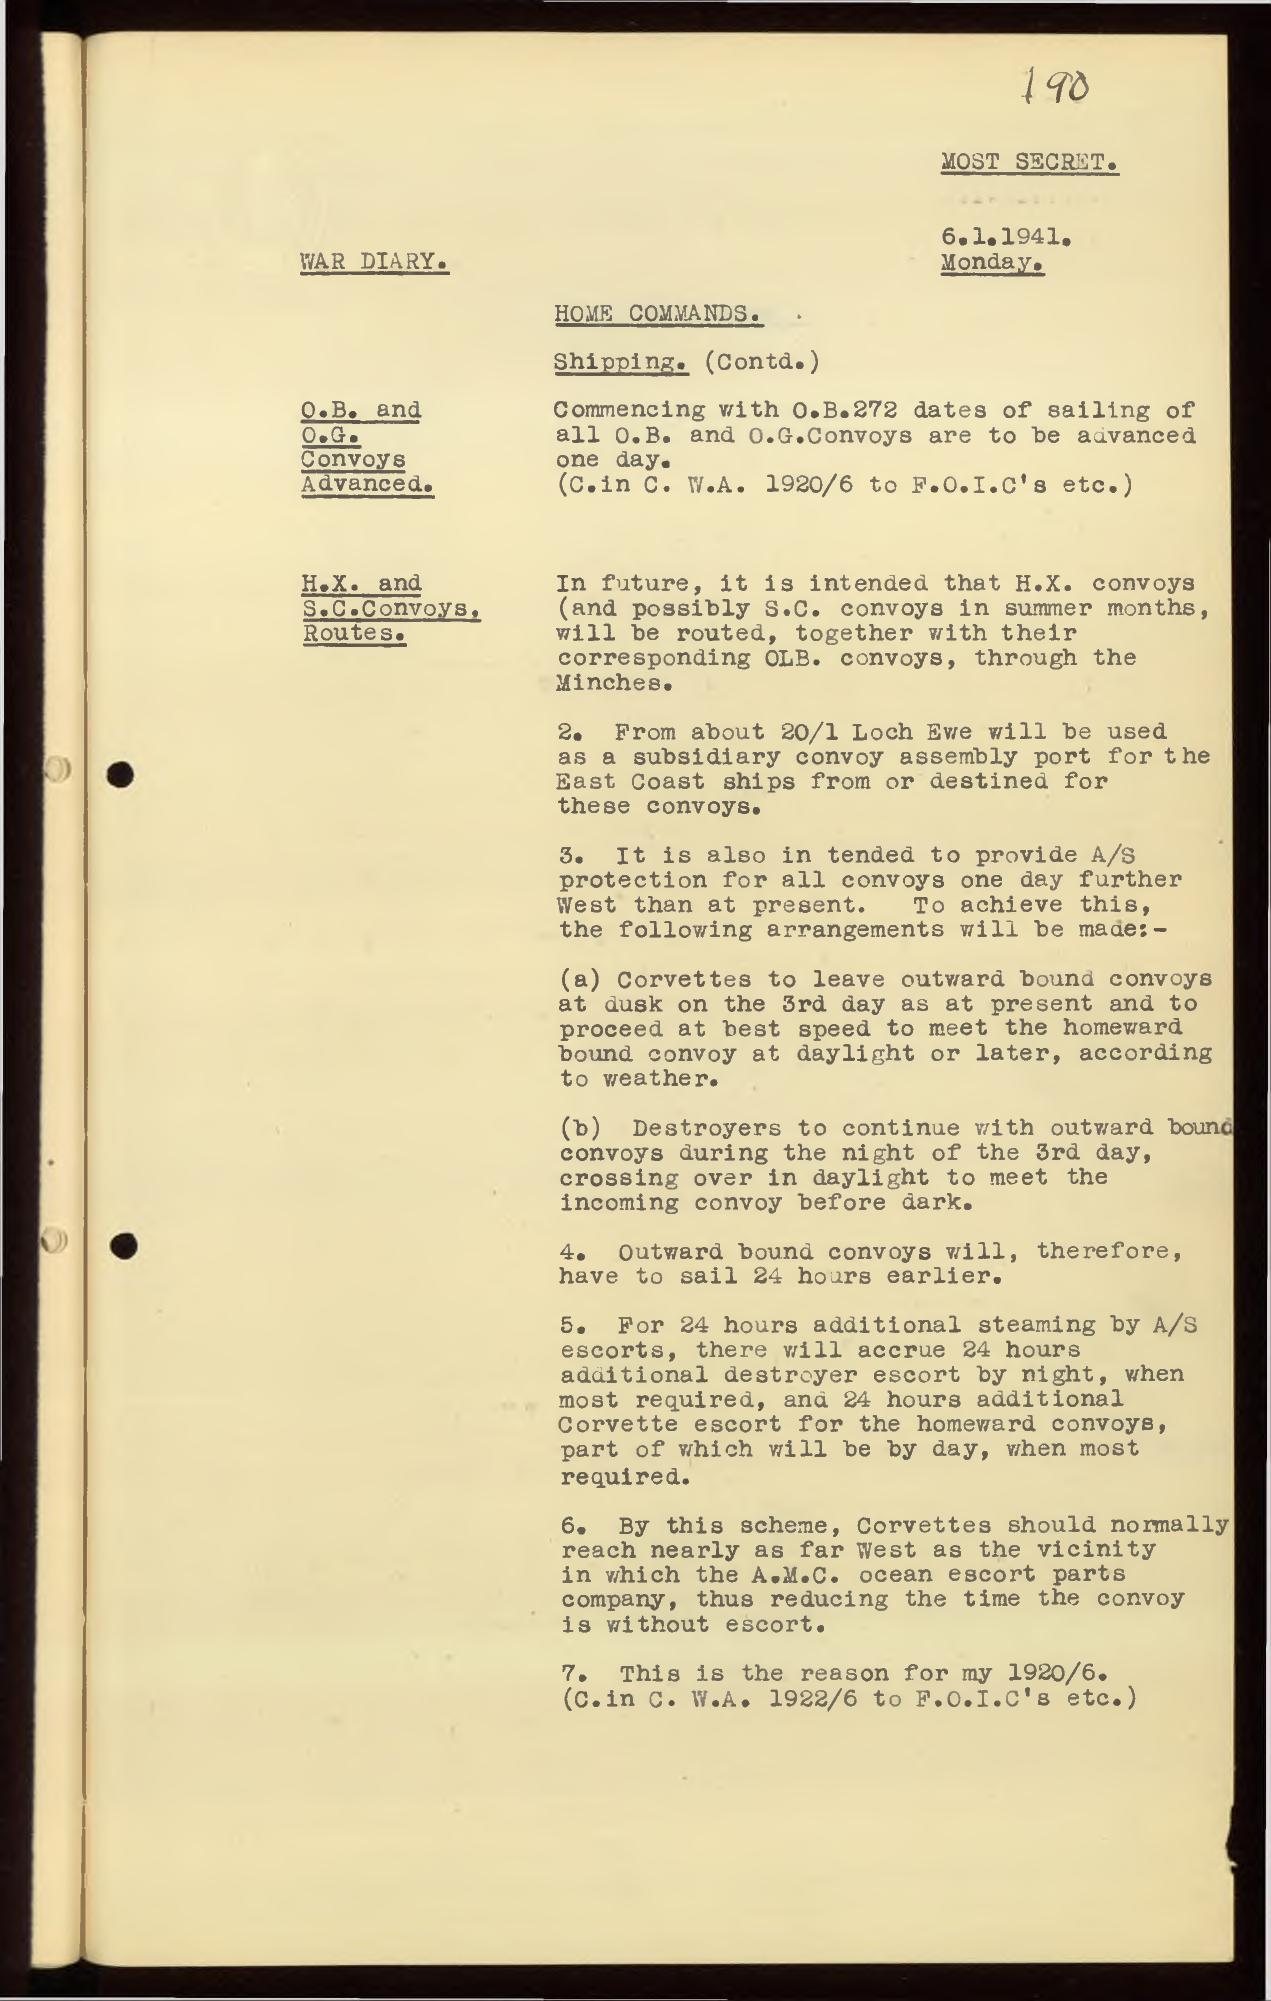 190
MOST SECRET.
6.1.1941.
WAR DIARY.
Monday.
HOME COMMANDS.
Shipping. (Contd.)
O.B. and
O.G.
Convoys
Advanced.
Commencing with O.B.272 dates of sailing of
all O.B. and O.G.Convoys are to be advanced
one day.
(C.in C. W.A. 1920/6 to F.O.I.C's etc.)
H.X. and
S.C.Convoys.
Routes.
In future, it is intended that H.X. convoys
(and possibly S.C. convoys in summer months,
will be routed, together with their
corresponding OLB. convoys, through the
Minches.
2. From about 20/1 Loch Ewe will be used
as a subsidiary convoy assembly port for the
East Coast ships from or destined for
these convoys.
3. It is also in tended to provide A/S
protection for all convoys one day further
West than at present. To achieve this,
the following arrangements will be made:-
(a) Corvettes to leave outward bound convoys
at dusk on the 3rd day as at present and to
proceed at best speed to meet the homeward
bound convoy at daylight or later, according
to weather.
(b) Destroyers to continue with outward bound
convoys during the night of the 3rd day,
crossing over in daylight to meet the
incoming convoy before dark.
4. Outward bound convoys will, therefore,
have to sail 24 hours earlier.
5. For 24 hours additional steaming by A/S
escorts, there will accrue 24 hours
additional destroyer escort by night, when
most required, and 24 hours additional
Corvette escort for the homeward convoys,
part of which will be by day, when most
required.
6. By this scheme, Corvettes should normally
reach nearly as far West as the vicinity
in which the A.M.C. ocean escort parts
company, thus reducing the time the convoy
is without escort.
7. This is the reason for my 1920/6.
(C.in C. W.A. 1922/6 to F.O.I.C's etc.)